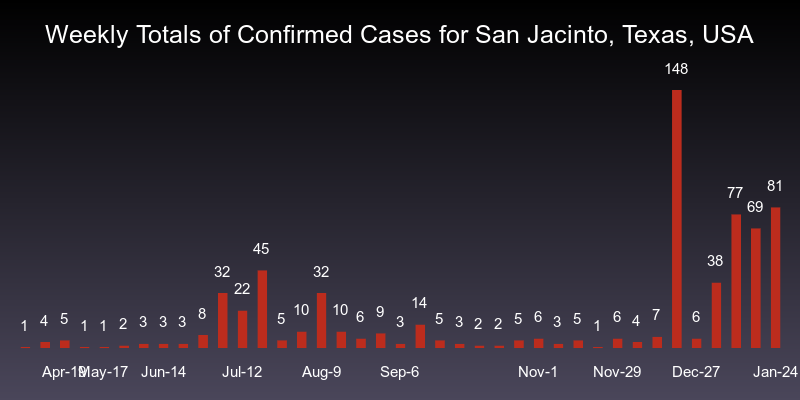 Weekly Totals of Confirmed Cases for San Jacinto, Texas, USA
148
81
77
69
45
38
32 32
22
14
10 10
8 9
4 5 5 6 5 5 6 5 6 4 7 6
1 1 1 2 3 3 3 3 3 2 2 3 1
Apr-19 May-17 Jun-14 Jul-12 Aug-9 Sep-6 Nov-1 Nov-29 Dec-27 Jan-24